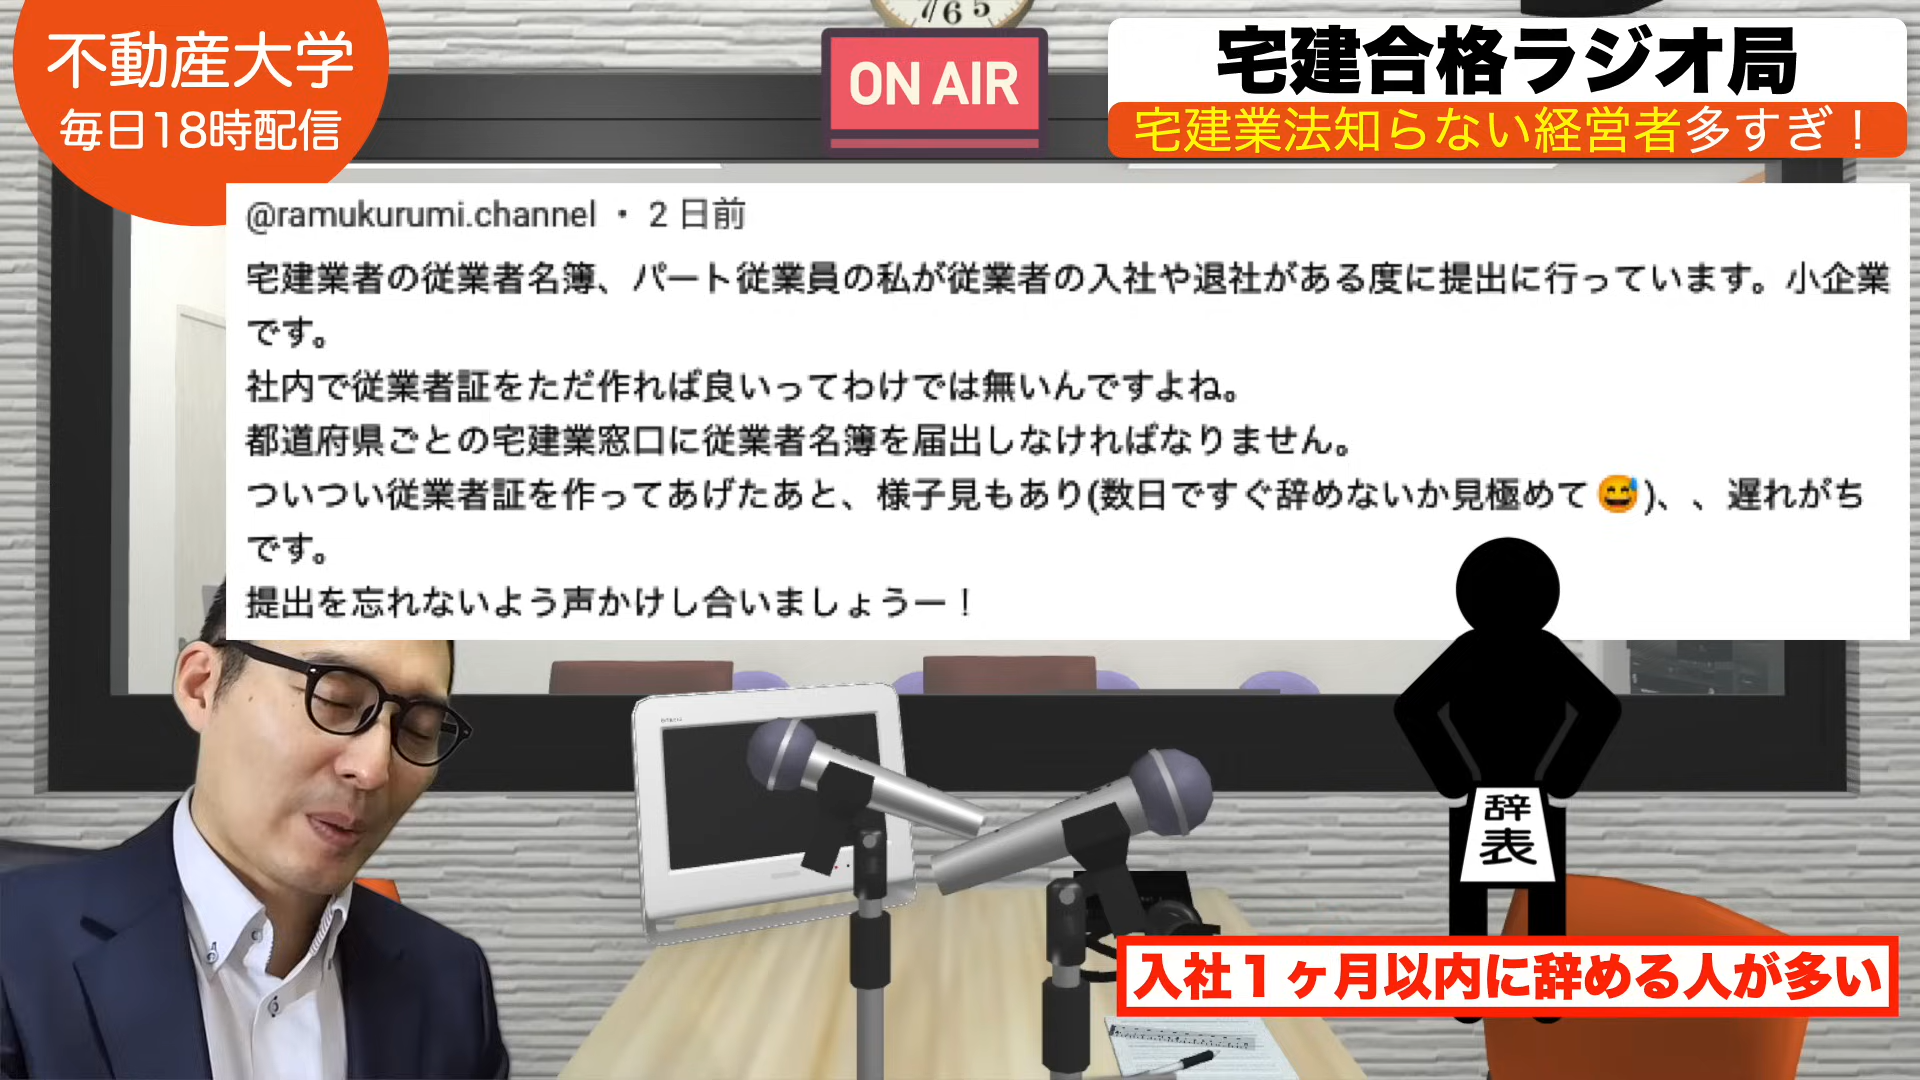 不動産大学
毎日18時配信
7/6 5
ON AIR
宅建合格ラジオ局
宅建業法知らない経営者多すぎ！
@ramukurumi.channel ・ 2 日前
宅建業者の従業者名簿、パート従業員の私が従業者の入社や退社がある度に提出に行っています。小企業
です。
社内で従業者証をただ作れば良いってわけでは無いんですよね。
都道府県ごとの宅建業窓口に従業者名簿を届出しなければなりません。
ついつい従業者証を作ってあげたあと、様子見もあり(数日ですぐ辞めないか見極めて😅)、、遅れがち
です。
提出を忘れないよう声かけし合いましょうー！
辞
表
入社１ヶ月以内に辞める人が多い